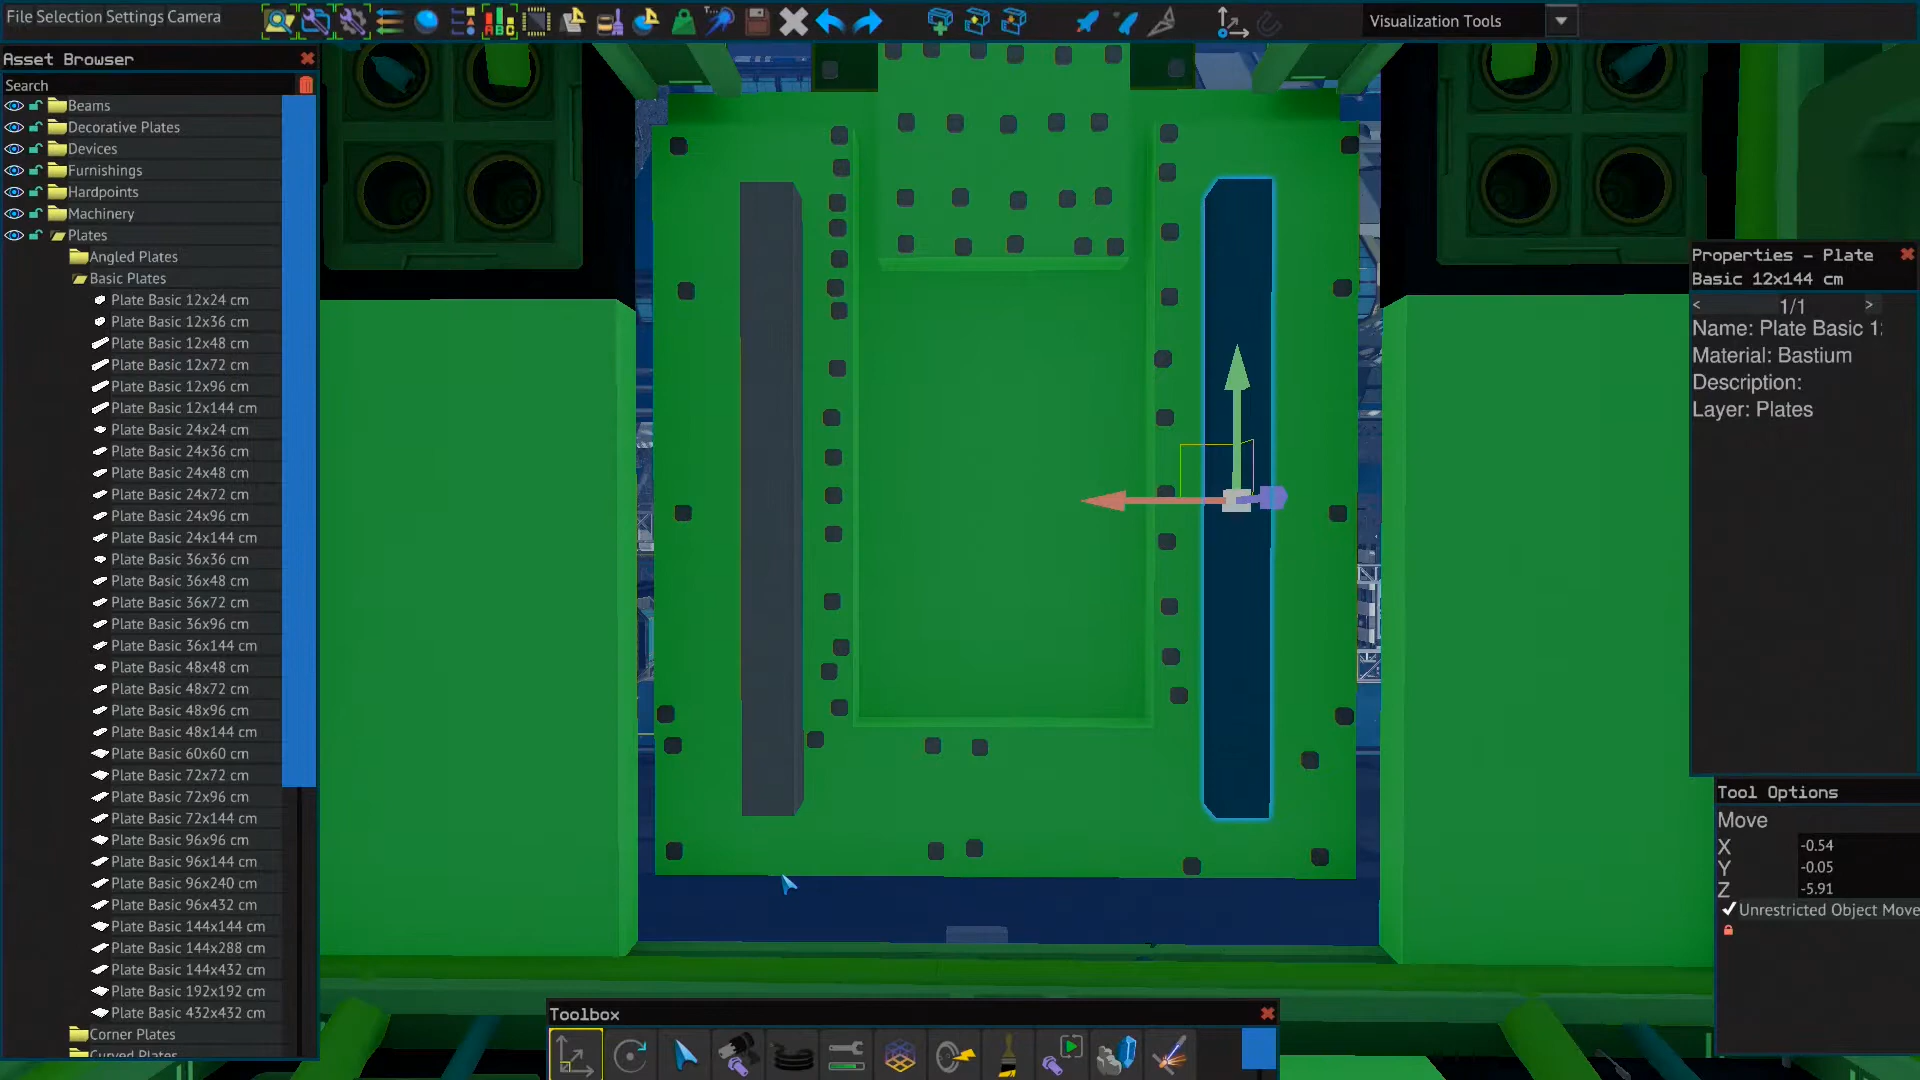 File Selection Settings Camera
ABC
Visualization Tools
Asset Browser
Search
Beams
Decorative Plates
Devices
Furnishings
Hardpoints
Machinery
Plates
Angled Plates
Basic Plates
Plate Basic 12x24 cm
Plate Basic 12x36 cm
Plate Basic 12x48 cm
Plate Basic 12x72 cm
Plate Basic 12x96 cm
Plate Basic 12x144 cm
Plate Basic 24x24 cm
Plate Basic 24x36 cm
Plate Basic 24x48 cm
Plate Basic 24x72 cm
Plate Basic 24x96 cm
Plate Basic 24x144 cm
Plate Basic 36x36 cm
Plate Basic 36x48 cm
Plate Basic 36x72 cm
Plate Basic 36x96 cm
Plate Basic 36x144 cm
Plate Basic 48x48 cm
Plate Basic 48x72 cm
Plate Basic 48x96 cm
Plate Basic 48x144 cm
Plate Basic 60x60 cm
Plate Basic 72x72 cm
Plate Basic 72x96 cm
Plate Basic 72x144 cm
Plate Basic 96x96 cm
Plate Basic 96x144 cm
Plate Basic 96x240 cm
Plate Basic 96x432 cm
Plate Basic 144x144 cm
Plate Basic 144x288 cm
Plate Basic 144x432 cm
Plate Basic 192x192 cm
Plate Basic 432x432 cm
Corner Plates
Curved Plates
Properties - Plate
Basic 12x144 cm
< 1/1 >
Name: Plate Basic 1
Material: Bastium
Description:
Layer: Plates
Tool Options
Move
X -0.54
Y -0.05
Z -5.91
Unrestricted Object Move
Toolbox